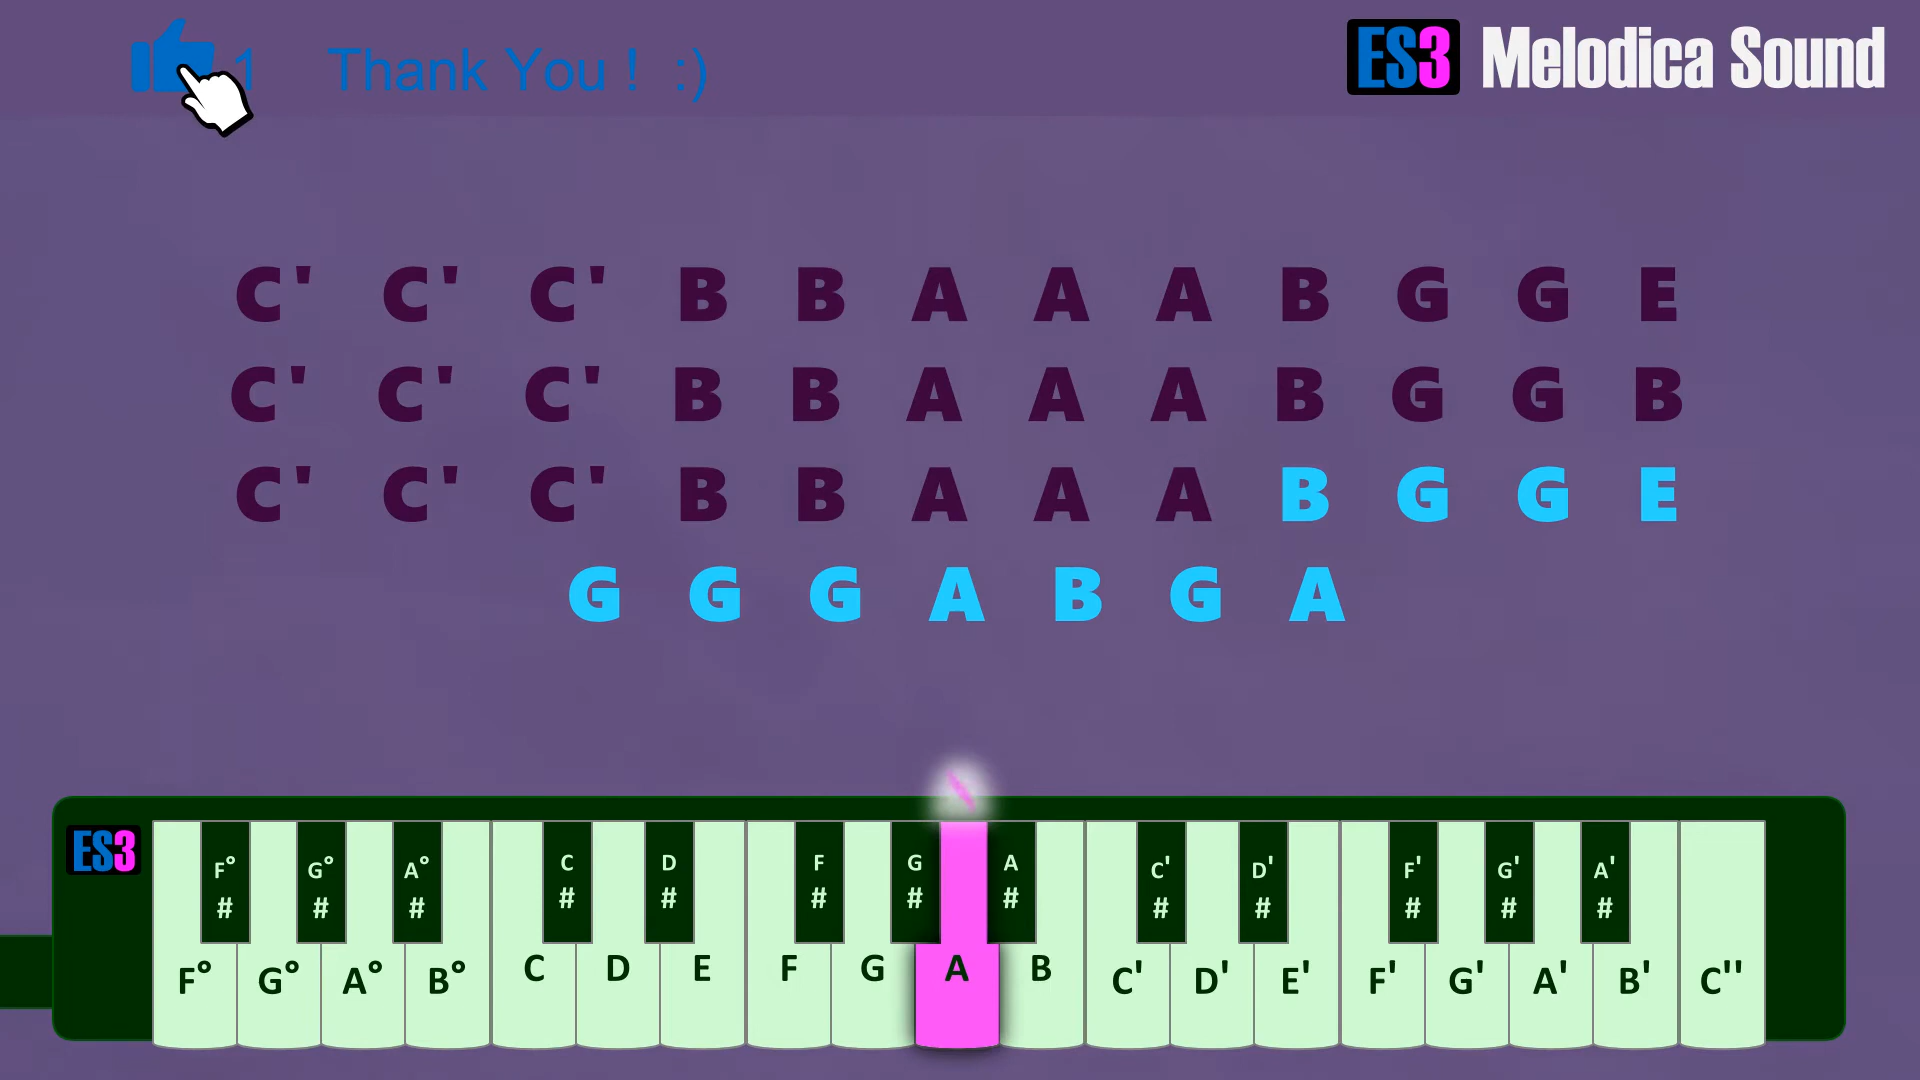 1 Thank You ! :)
ES3 Melodica Sound
C' C' C' B B A A A B G G E
C' C' C' B B A A A B G G B
C' C' C' B B A A A B G G E
G G G A B G A
ES3
F° # G° # A° # C # D # F # G # A # C' # D' # F' # G' # A' #
F° G° A° B° C D E F G A B C' D' E' F' G' A' B' C''